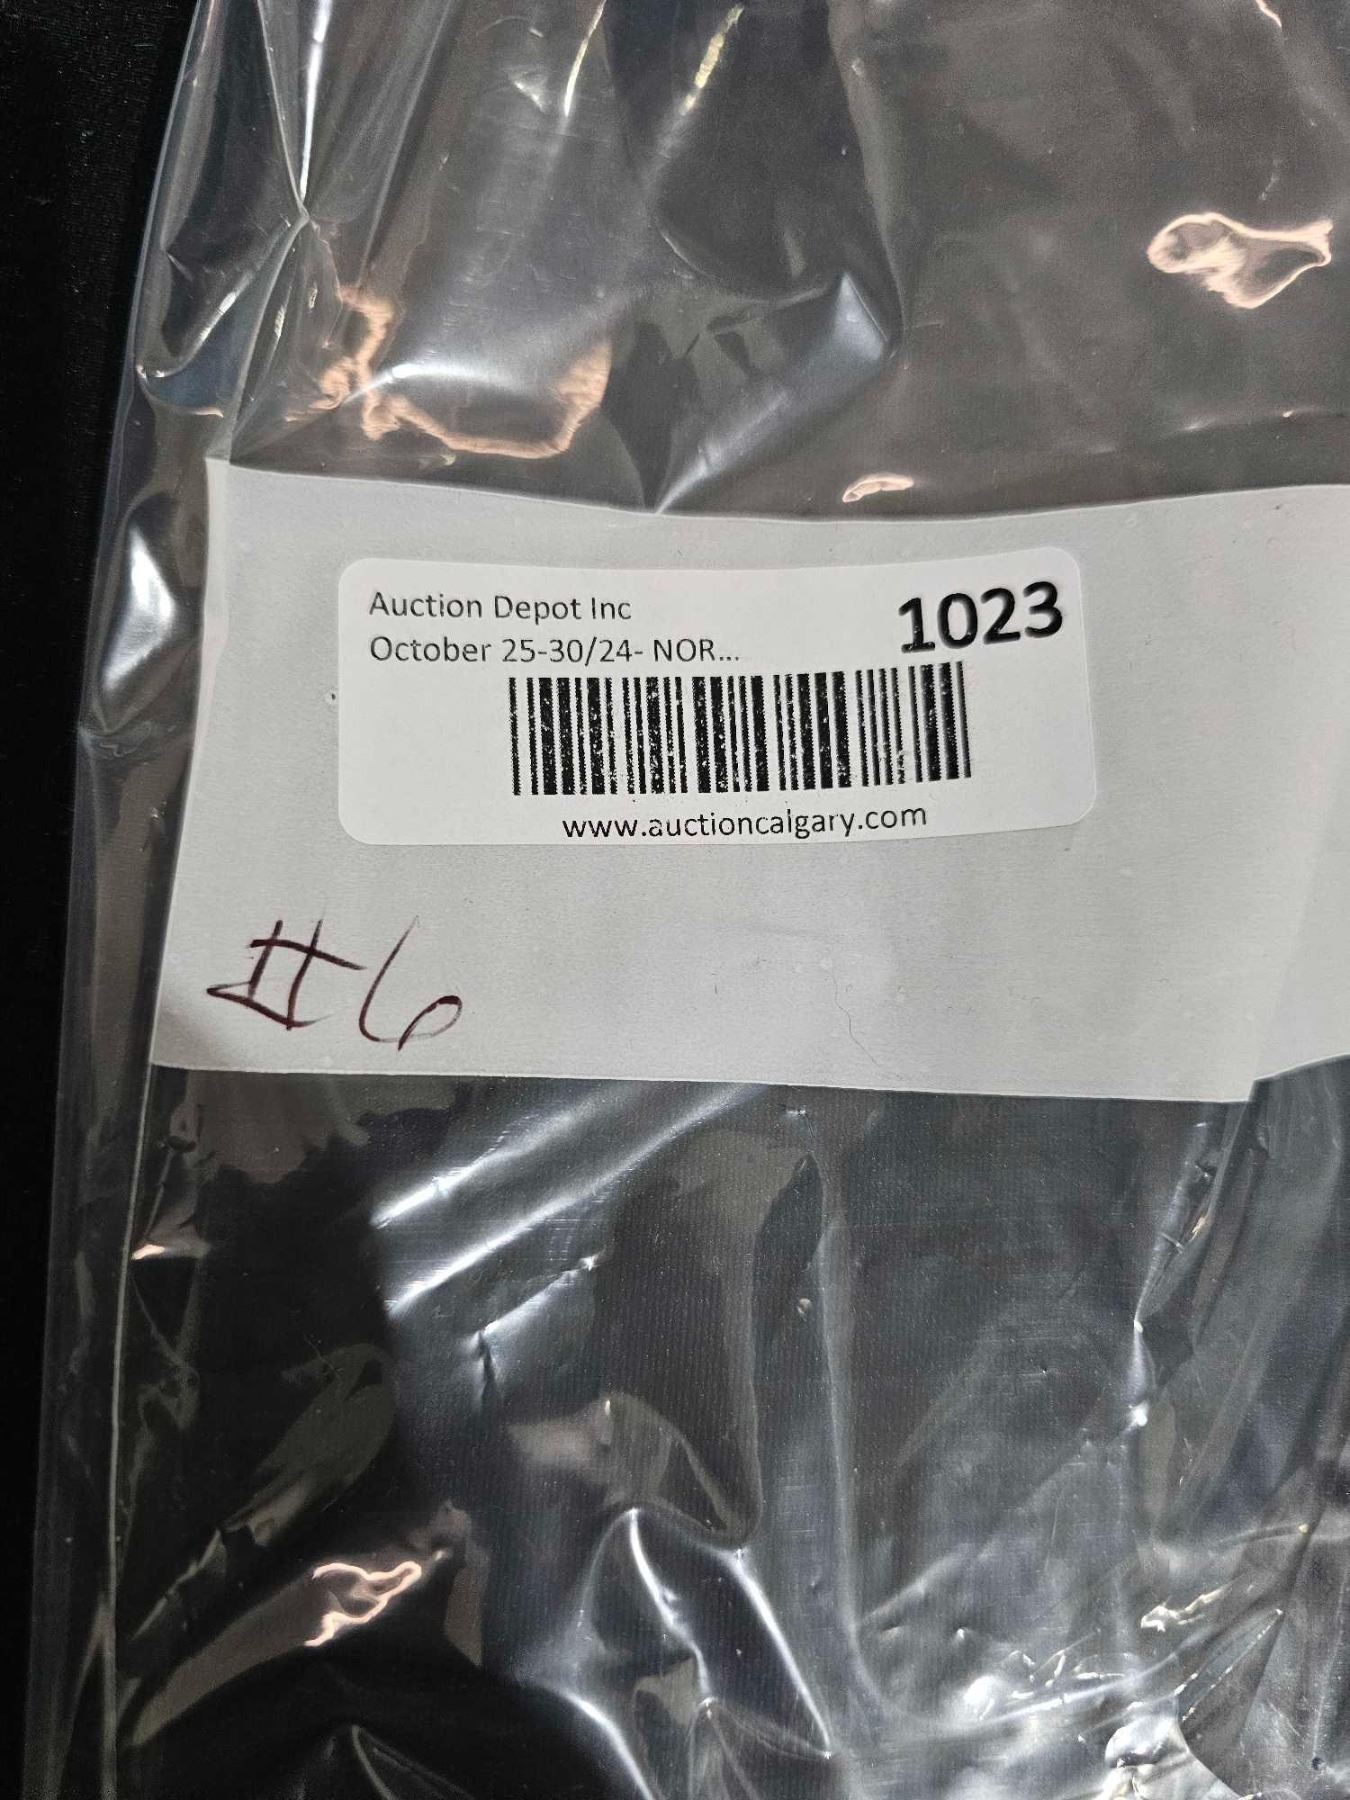 Auction Depot Inc
1023
October 25-30/24- NOR...
www.auctioncalgary.com
#6